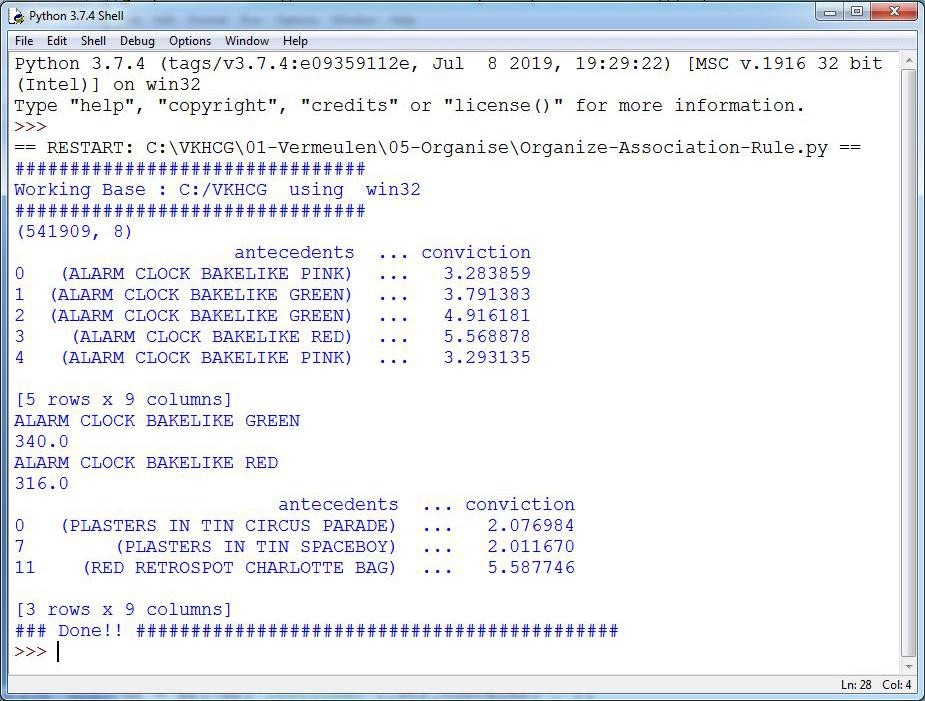 Python 3.7.4 Shell
File Edit Shell Debug Options Window Help
Python 3.7.4 (tags/v3.7.4:e09359112e, Jul  8 2019, 19:29:22) [MSC v.1916 32 bit
(Intel)] on win32
Type "help", "copyright", "credits" or "license()" for more information.
>>>
== RESTART: C:\VKHCG\01-Vermeulen\05-Organise\Organize-Association-Rule.py ==
################################
Working Base : C:/VKHCG  using  win32
################################
(541909, 8)
                    antecedents  ... conviction
0   (ALARM CLOCK BAKELIKE PINK)  ...   3.283859
1  (ALARM CLOCK BAKELIKE GREEN)  ...   3.791383
2  (ALARM CLOCK BAKELIKE GREEN)  ...   4.916181
3    (ALARM CLOCK BAKELIKE RED)  ...   5.568878
4   (ALARM CLOCK BAKELIKE PINK)  ...   3.293135
[5 rows x 9 columns]
ALARM CLOCK BAKELIKE GREEN
340.0
ALARM CLOCK BAKELIKE RED
316.0
                        antecedents  ... conviction
0   (PLASTERS IN TIN CIRCUS PARADE)  ...   2.076984
7        (PLASTERS IN TIN SPACEBOY)  ...   2.011670
11    (RED RETROSPOT CHARLOTTE BAG)  ...   5.587746
[3 rows x 9 columns]
### Done!! ############################################
>>>
Ln: 28 Col: 4